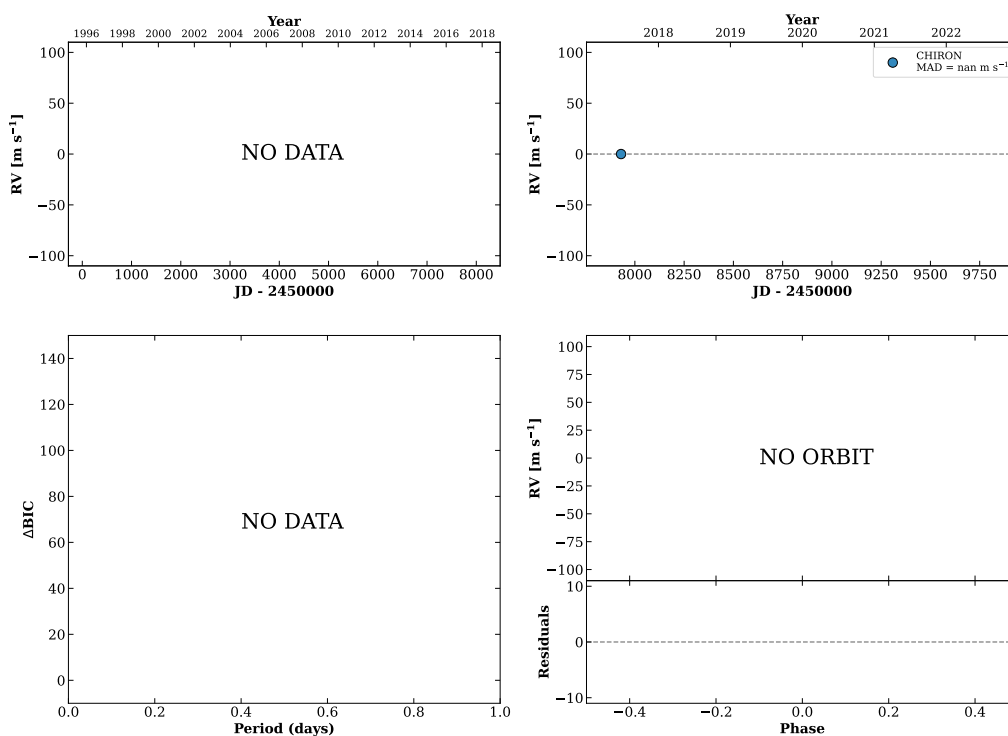 Year
1996 1998 2000 2002 2004 2006 2008 2010 2012 2014 2016 2018
100
50
0
−50
−100
RV [m s⁻¹]
NO DATA
0 1000 2000 3000 4000 5000 6000 7000 8000
JD - 2450000
Year
2018 2019 2020 2021 2022
100
50
0
−50
−100
RV [m s⁻¹]
CHIRON
MAD = nan m s⁻¹
8000 8250 8500 8750 9000 9250 9500 9750
JD - 2450000
140
120
100
80
60
40
20
0
ΔBIC
NO DATA
0.0 0.2 0.4 0.6 0.8 1.0
Period (days)
100
75
50
25
0
−25
−50
−75
−100
RV [m s⁻¹]
NO ORBIT
10
0
−10
Residuals
−0.4 −0.2 0.0 0.2 0.4
Phase